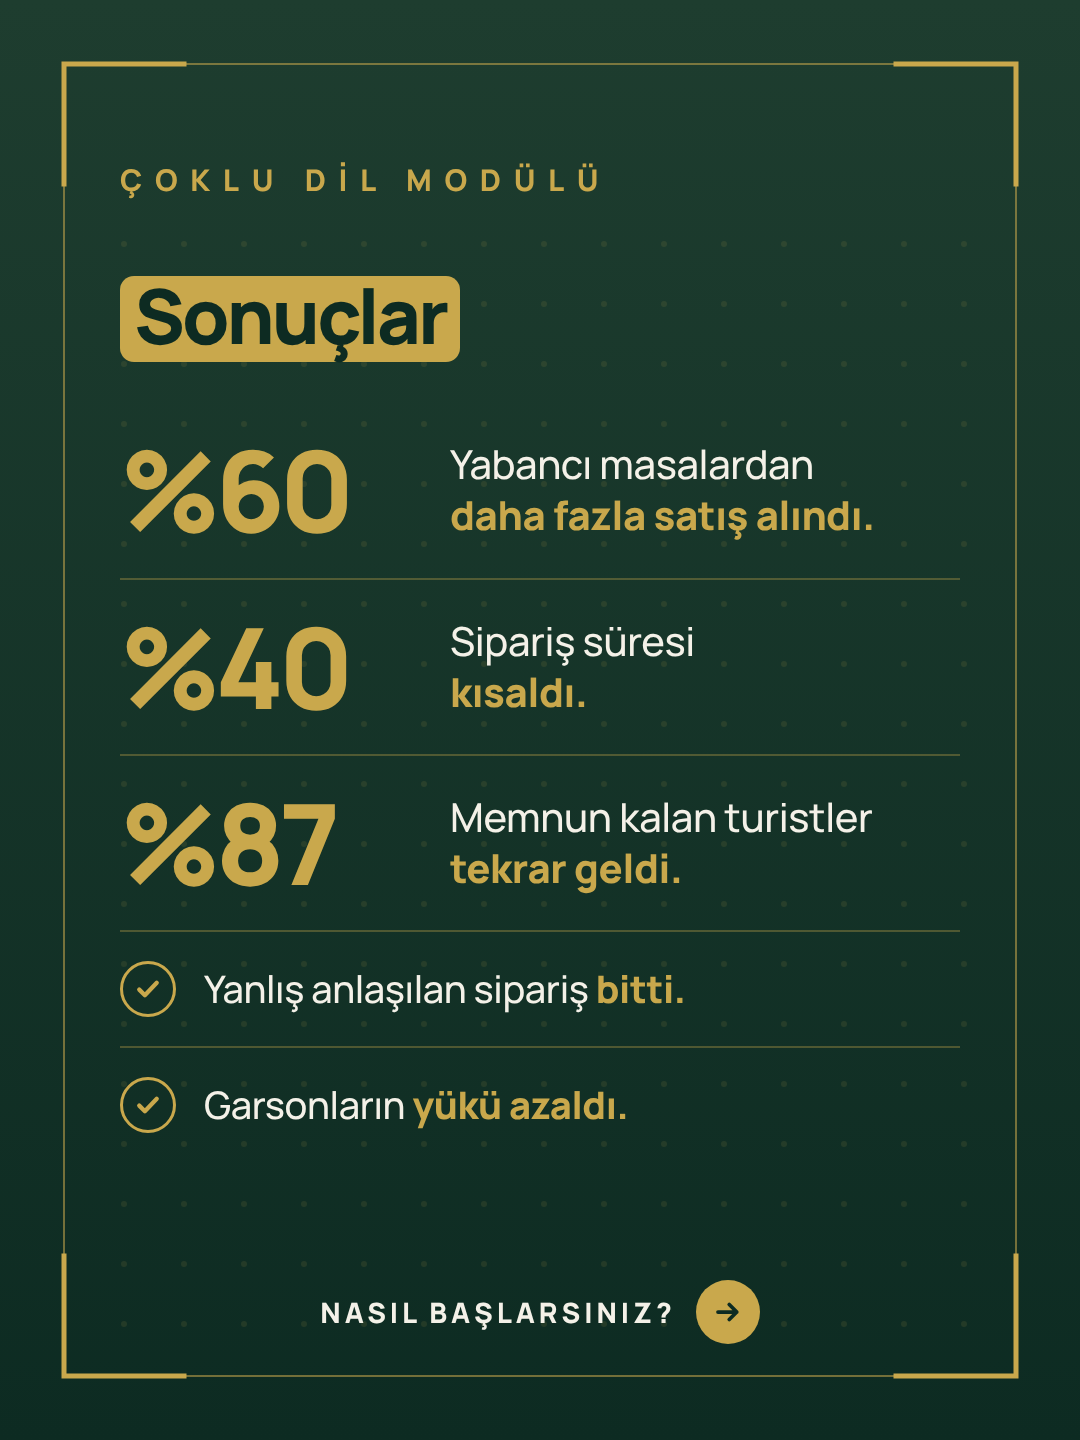 ÇOKLU DİL MODÜLÜ
Sonuçlar
%60
Yabancı masalardan
daha fazla satış alındı.
%40
Sipariş süresi
kısaldı.
%87
Memnun kalan turistler
tekrar geldi.
Yanlış anlaşılan sipariş bitti.
Garsonların yükü azaldı.
NASIL BAŞLARSINIZ?